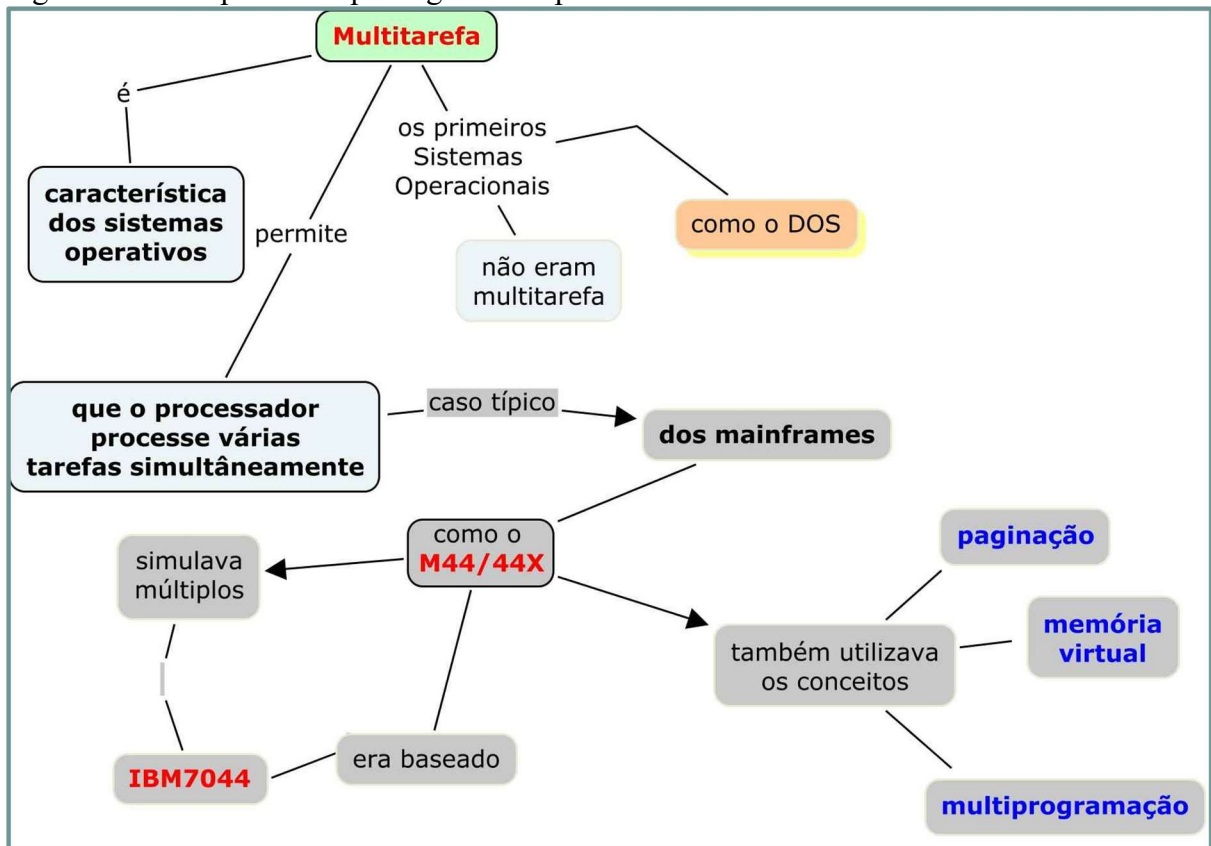 Multitarefa
é
característica
dos sistemas
operativos
permite
os primeiros
Sistemas
Operacionais
como o DOS
não eram
multitarefa
que o processador
processe várias
tarefas simultâneamente
caso típico
dos mainframes
como o
M44/44X
simulava
múltiplos
IBM7044
era baseado
também utilizava
os conceitos
paginação
memória
virtual
multiprogramação